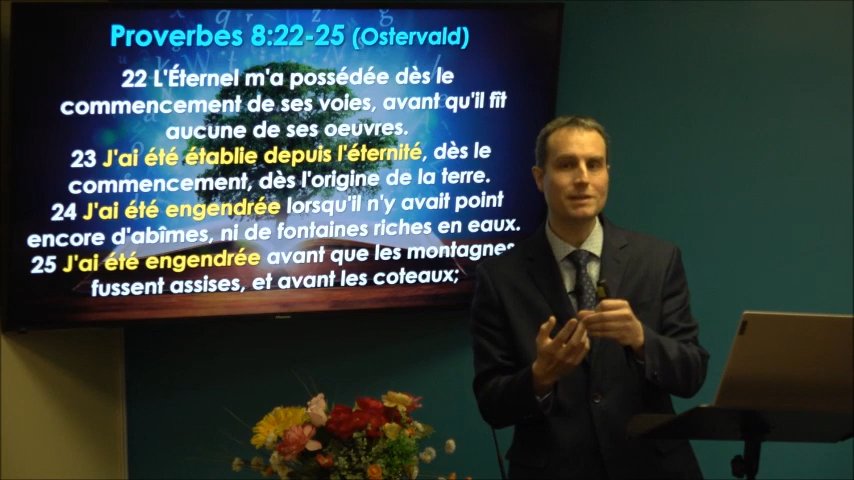 Proverbes 8:22-25 (Ostervald)
22 L'Éternel m'a possédée dès le
commencement de ses voies, avant qu'il fît
aucune de ses oeuvres.
23 J'ai été établie depuis l'éternité, dès le
commencement, dès l'origine de la terre.
24 J'ai été engendrée lorsqu'il n'y avait point
encore d'abîmes, ni de fontaines riches en eaux.
25 J'ai été engendrée avant que les montagnes
fussent assises, et avant les coteaux;